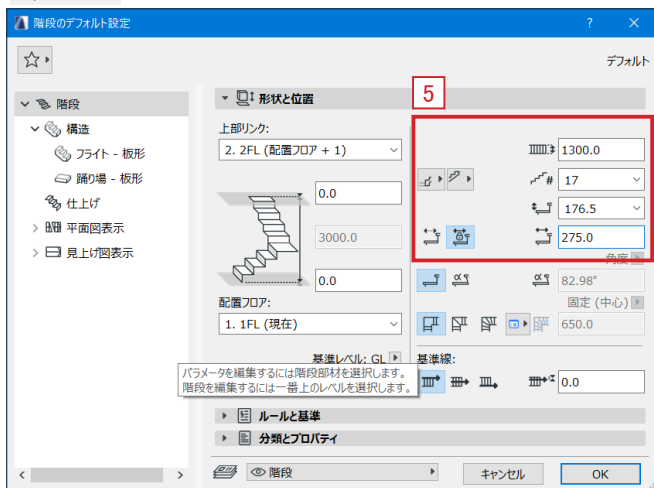 階段のデフォルト設定
? ×
デフォルト
階段
構造
フライト - 板形
踊り場 - 板形
仕上げ
平面図表示
見上げ図表示
形状と位置
5
上部リンク:
2. 2FL (配置フロア + 1)
0.0
3000.0
0.0
配置フロア:
1. 1FL (現在)
基準レベル: GL
1300.0
# 17
176.5
275.0
角度
α
α 82.98°
固定 (中心)
650.0
基準線:
0.0
パラメータを編集するには階段部材を選択します。
階段を編集するには一番上のレベルを選択します。
ルールと基準
分類とプロパティ
階段
キャンセル
OK